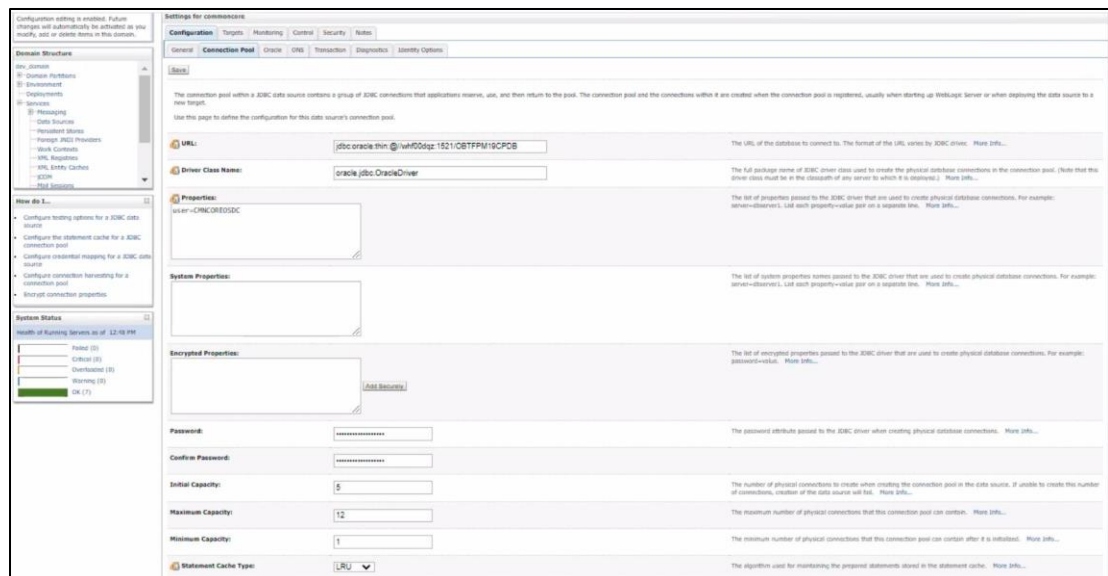 Configuration editing is enabled. Future
changes will automatically be activated as you
modify, add or delete items in this domain.
Domain Structure
dev_domain
Domain Partitions
Environment
Deployments
Services
Messaging
Data Sources
Persistent Stores
Foreign JNDI Providers
Work Contexts
XML Registries
XML Entity Caches
jCOM
Mail Sessions
How do I...
Configure testing options for a JDBC data
source
Configure the statement cache for a JDBC
connection pool
Configure credential mapping for a JDBC data
source
Configure connection harvesting for a
connection pool
Encrypt connection properties
System Status
Health of Running Servers as of 12:46 PM
Failed (0)
Critical (0)
Overloaded (0)
Warning (0)
OK (7)
Settings for commoncore
Configuration Targets Monitoring Control Security Notes
General Connection Pool Oracle ONS Transaction Diagnostics Identity Options
Save
The connection pool within a JDBC data source contains a group of JDBC connections that applications reserve, use, and then return to the pool. The connection pool and the connections within it are created when the connection pool is registered, usually when starting up WebLogic Server or when deploying the data source to a
new target.
Use this page to define the configuration for this data source's connection pool.
URL: jdbc:oracle:thin:@//whf00dqz:1521/OBTFPM19CPDB The URL of the database to connect to. The format of the URL varies by JDBC driver. More Info...
Driver Class Name: oracle.jdbc.OracleDriver The full package name of JDBC driver class used to create the physical database connections in the connection pool. (Note that this
driver class must be in the classpath of any server to which it is deployed.) More Info...
Properties: The list of properties passed to the JDBC driver that are used to create physical database connections. For example:
server=dbserver1. List each property=value pair on a separate line. More Info...
user=CMNCOREOSDC
System Properties: The list of system properties names passed to the JDBC driver that are used to create physical database connections. For example:
server=dbserver1. List each property=value pair on a separate line. More Info...
Encrypted Properties: The list of encrypted properties passed to the JDBC driver that are used to create physical database connections. For example:
password=value. More Info...
Add Securely
Password: The password attribute passed to the JDBC driver when creating physical database connections. More Info...
Confirm Password:
Initial Capacity: 5 The number of physical connections to create when creating the connection pool in the data source. If unable to create this number
of connections, creation of the data source will fail. More Info...
Maximum Capacity: 12 The maximum number of physical connections that this connection pool can contain. More Info...
Minimum Capacity: 1 The minimum number of physical connections that this connection pool can contain after it is initialized. More Info...
Statement Cache Type: LRU The algorithm used for maintaining the prepared statements stored in the statement cache. More Info...